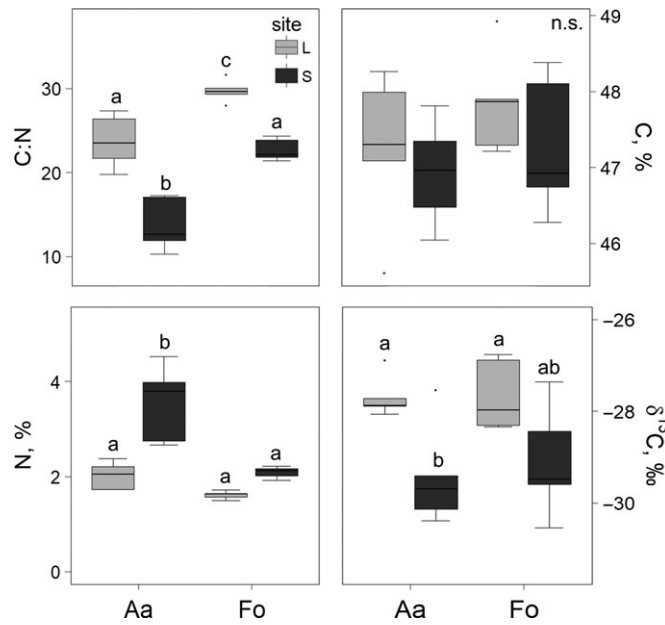 site
L
S
C:N
30
20
10
a
b
c
a
n.s.
49
48
47
46
C, %
N, %
4
2
0
a
b
a
a
a
b
a
ab
−26
−28
−30
δ¹³C, ‰
Aa Fo
Aa Fo